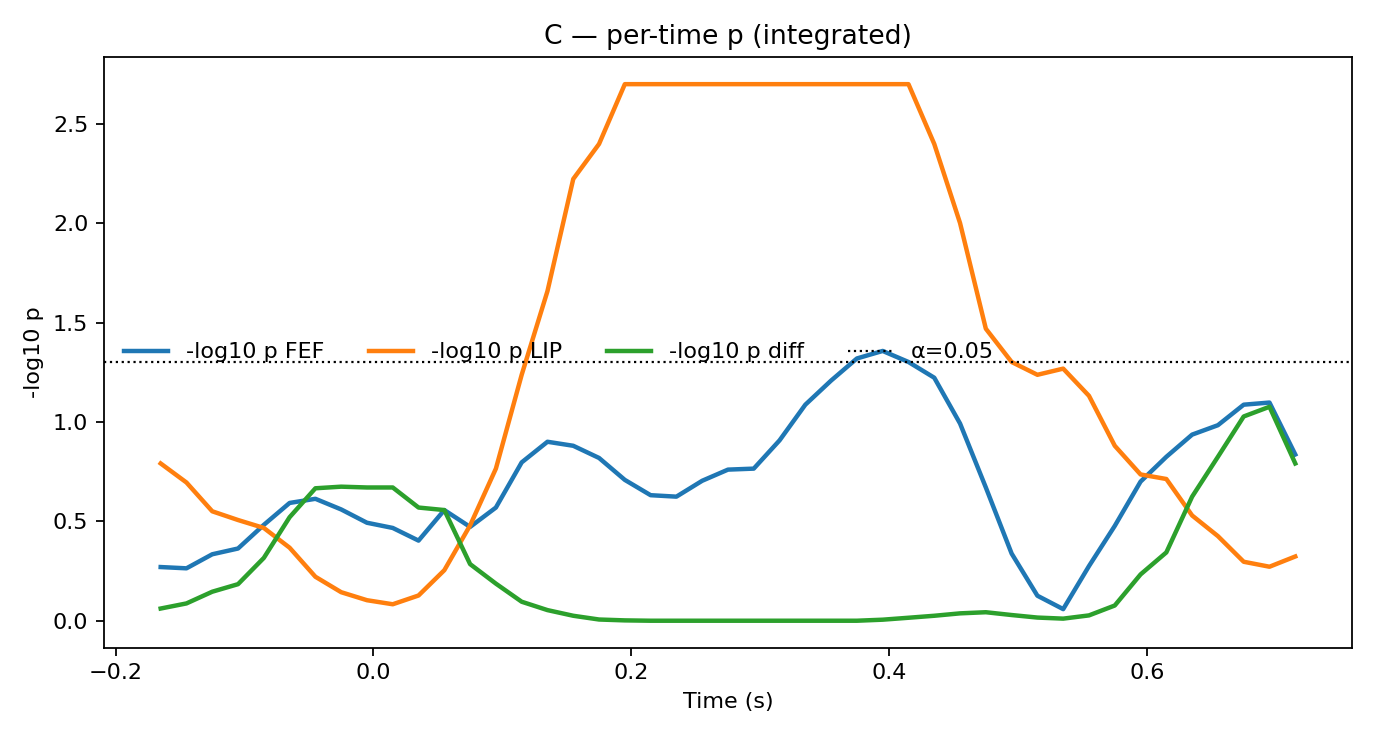 C — per-time p (integrated)
2.5
2.0
1.5
1.0
0.5
0.0
-log10 p
-log10 p FEF -log10 p LIP -log10 p diff α=0.05
−0.2 0.0 0.2 0.4 0.6
Time (s)